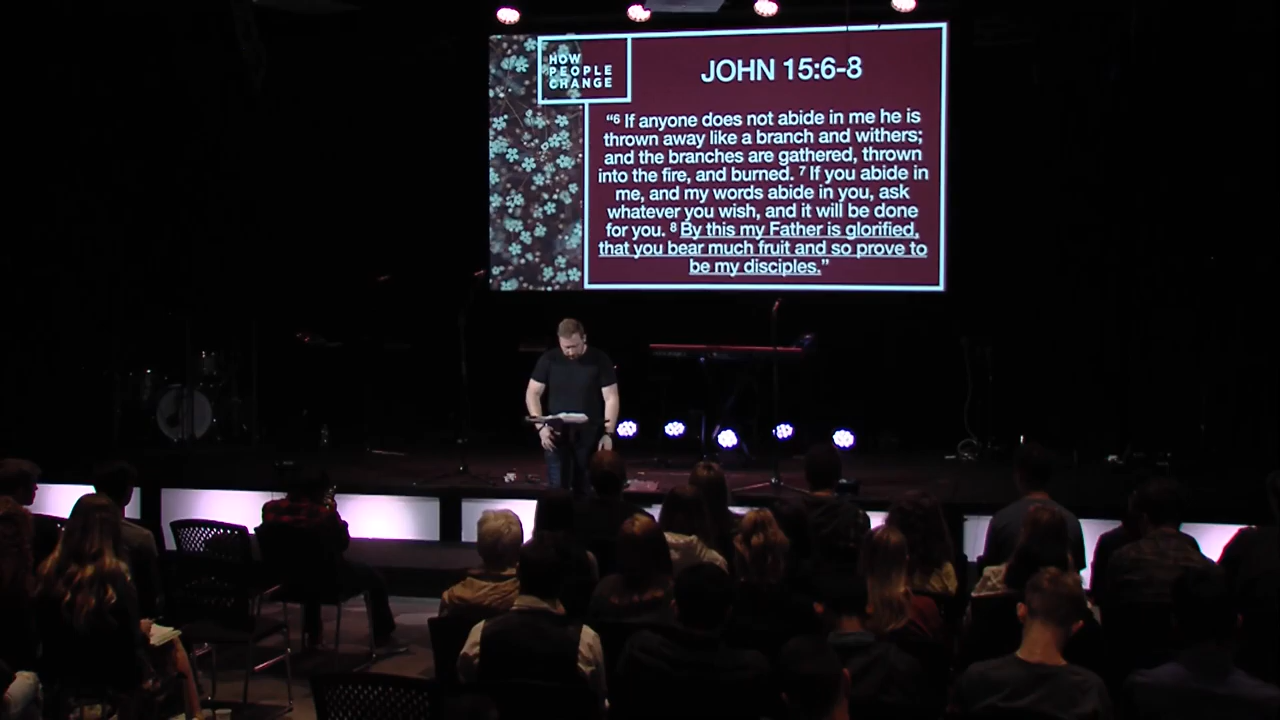 HOW
PEOPLE
CHANGE
JOHN 15:6-8
“⁶ If anyone does not abide in me he is
thrown away like a branch and withers;
and the branches are gathered, thrown
into the fire, and burned. ⁷ If you abide in
me, and my words abide in you, ask
whatever you wish, and it will be done
for you. ⁸ By this my Father is glorified,
that you bear much fruit and so prove to
be my disciples.”